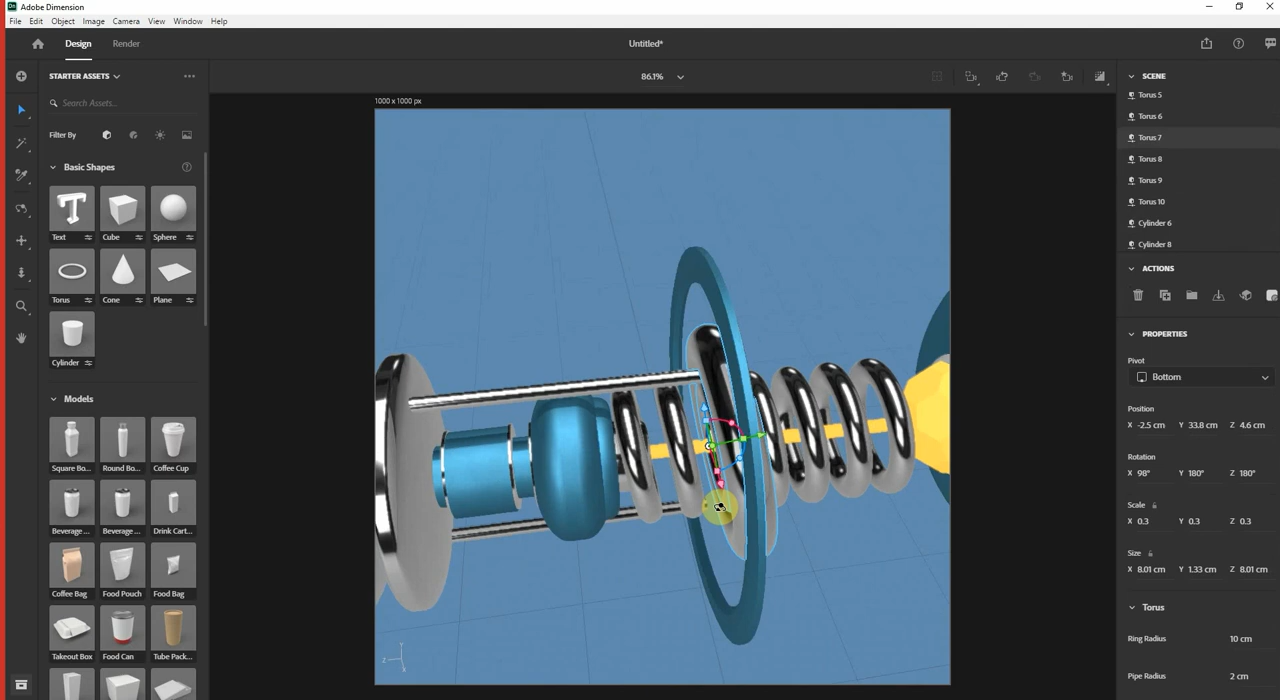 Adobe Dimension
File Edit Object Image Camera View Window Help
Design Render Untitled*
STARTER ASSETS
86.1%
Search Assets...
Filter By
Basic Shapes
Text Cube Sphere
Torus Cone Plane
Cylinder
Models
Square Bo... Round Bo... Coffee Cup
Beverage ... Beverage ... Drink Cart...
Coffee Bag Food Pouch Food Bag
Takeout Box Food Can Tube Pack...
1000 x 1000 px
SCENE
Torus 5
Torus 6
Torus 7
Torus 8
Torus 9
Torus 10
Cylinder 6
Cylinder 8
ACTIONS
PROPERTIES
Pivot
Bottom
Position
X -2.5 cm Y 33.8 cm Z 4.6 cm
Rotation
X 98° Y 180° Z 180°
Scale
X 0.3 Y 0.3 Z 0.3
Size
X 8.01 cm Y 1.33 cm Z 8.01 cm
Torus
Ring Radius 10 cm
Pipe Radius 2 cm